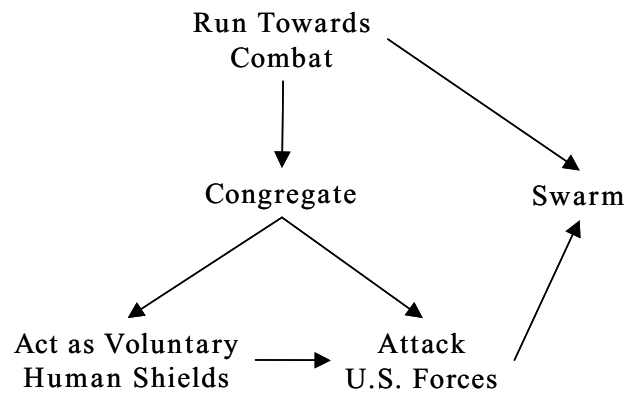 Run Towards
Combat
Congregate
Swarm
Act as Voluntary
Human Shields
Attack
U.S. Forces